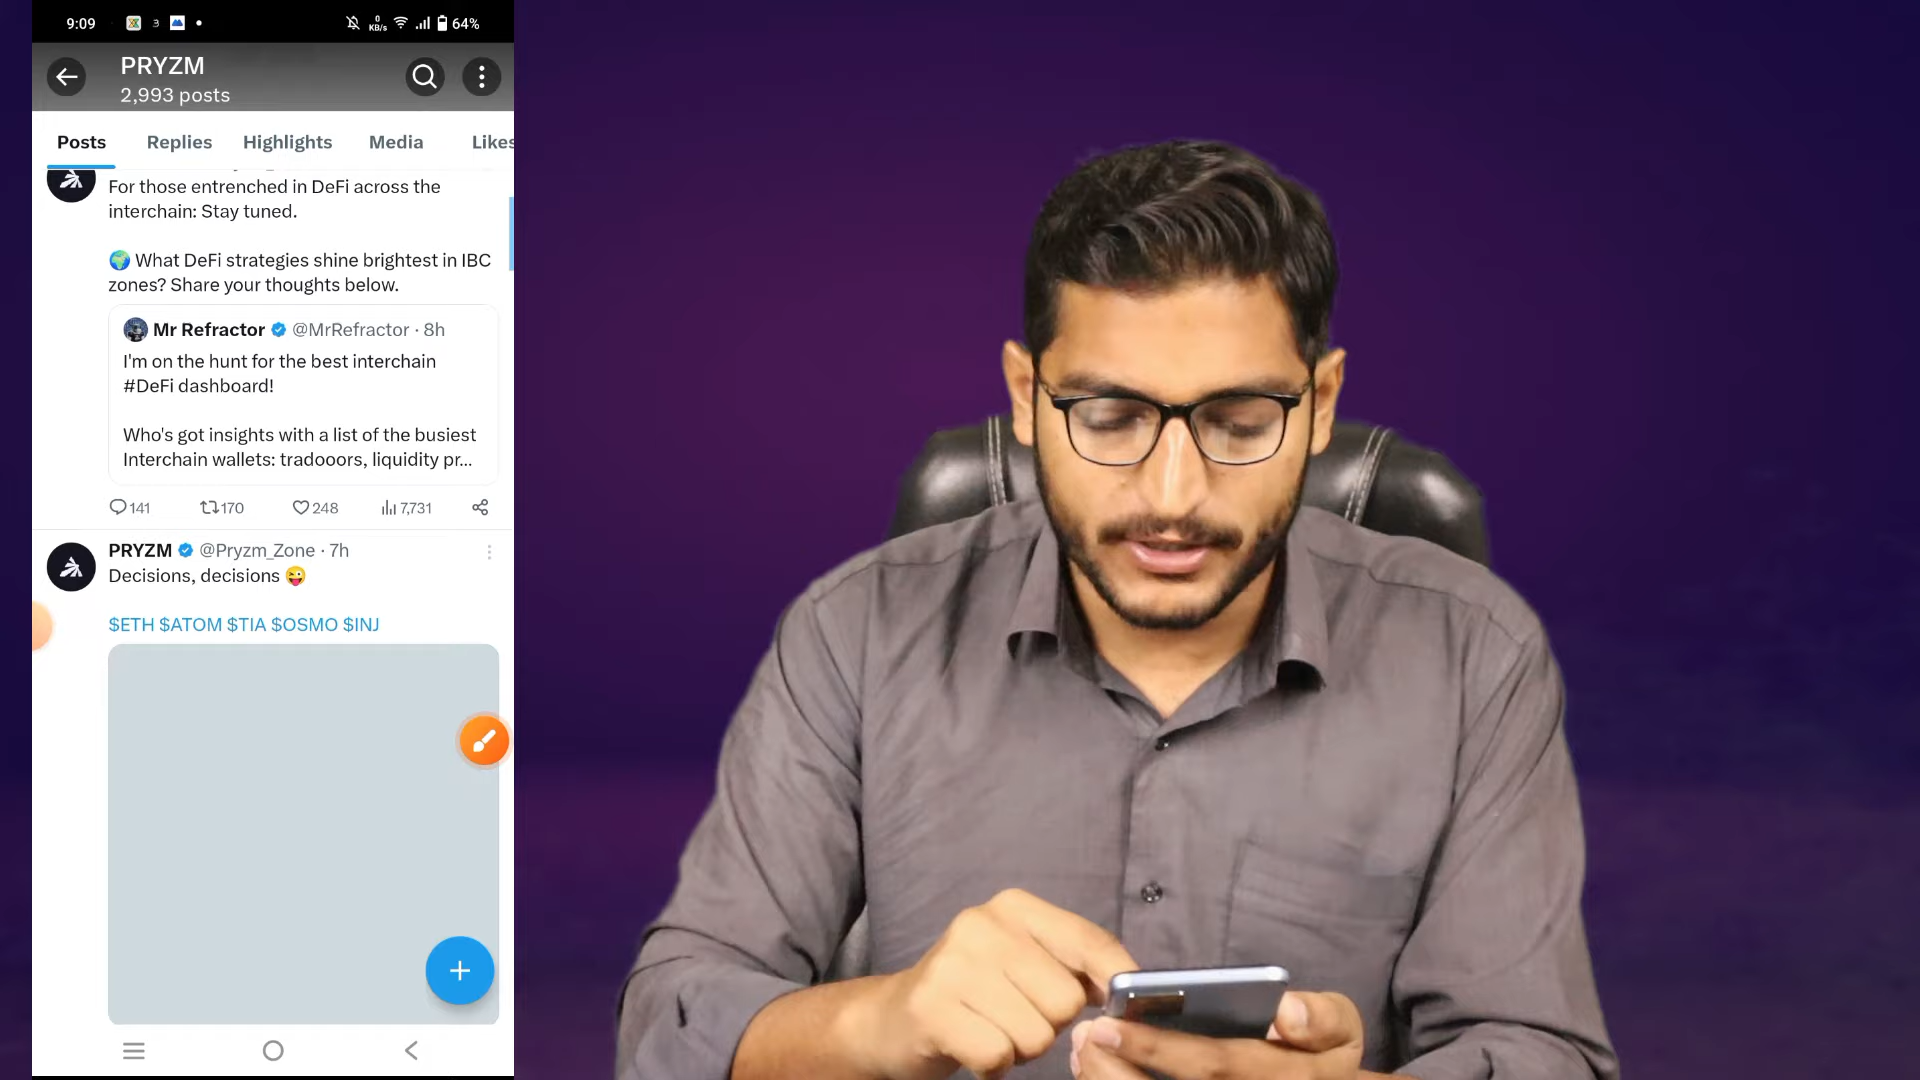 9:09
3
0
KB/s
64%
PRYZM
2,993 posts
Posts Replies Highlights Media Likes
For those entrenched in DeFi across the
interchain: Stay tuned.
🌍 What DeFi strategies shine brightest in IBC
zones? Share your thoughts below.
Mr Refractor @MrRefractor · 8h
I'm on the hunt for the best interchain
#DeFi dashboard!
Who's got insights with a list of the busiest
Interchain wallets: tradooors, liquidity pr...
141 170 248 7,731
PRYZM @Pryzm_Zone · 7h
Decisions, decisions 😜
$ETH $ATOM $TIA $OSMO $INJ